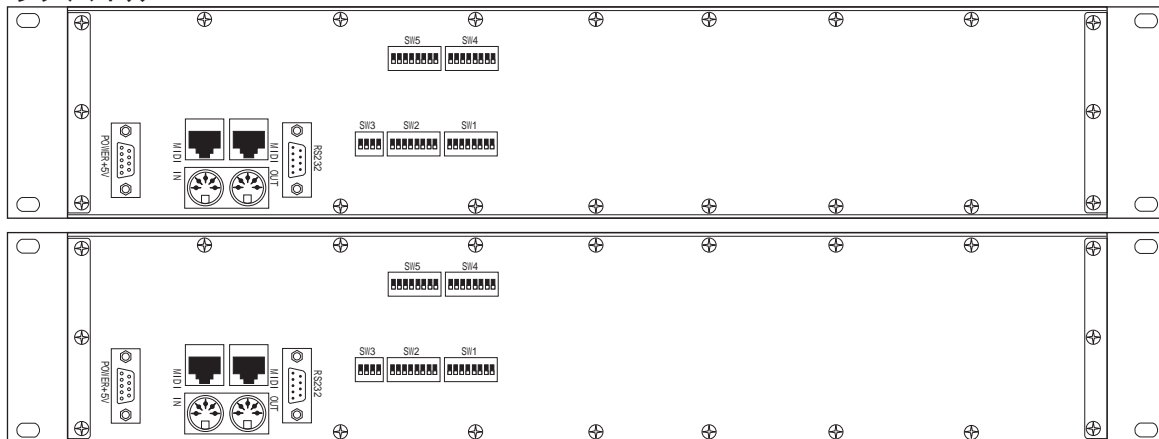 SW5 SW4
SW3 SW2 SW1
POWER+5V
MIDI IN
MIDI OUT
RS232
SW5 SW4
SW3 SW2 SW1
POWER+5V
MIDI IN
MIDI OUT
RS232